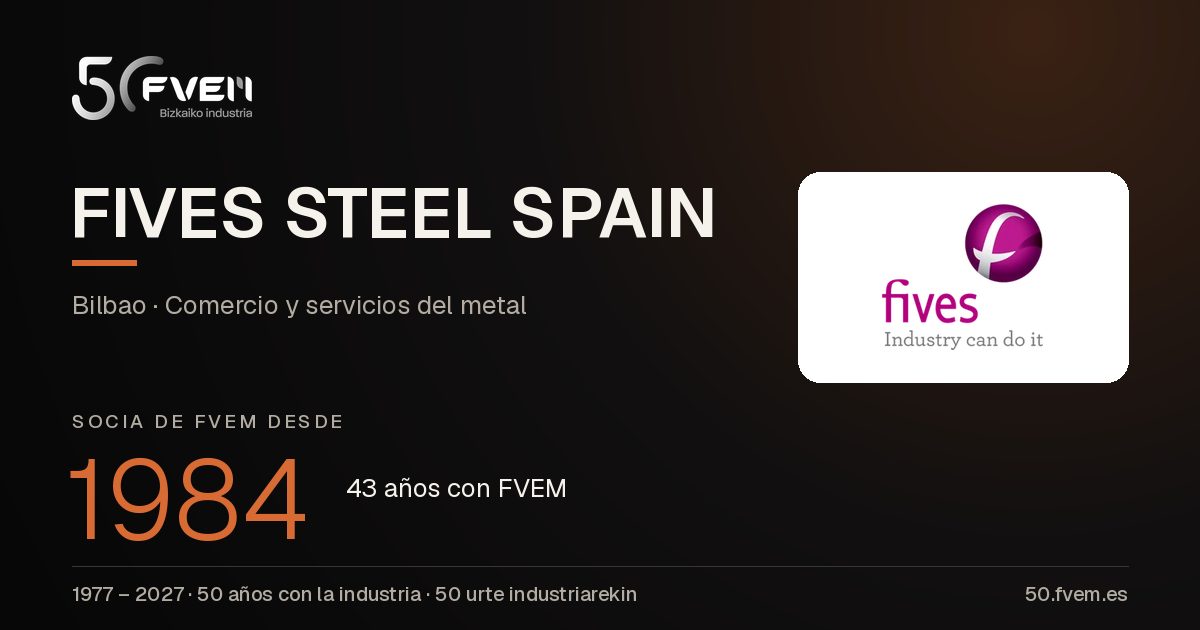 50 FVEM
Bizkaiko industria
FIVES STEEL SPAIN
Bilbao · Comercio y servicios del metal
fives
Industry can do it
SOCIA DE FVEM DESDE
1984
43 años con FVEM
1977 – 2027 · 50 años con la industria · 50 urte industriarekin
50.fvem.es